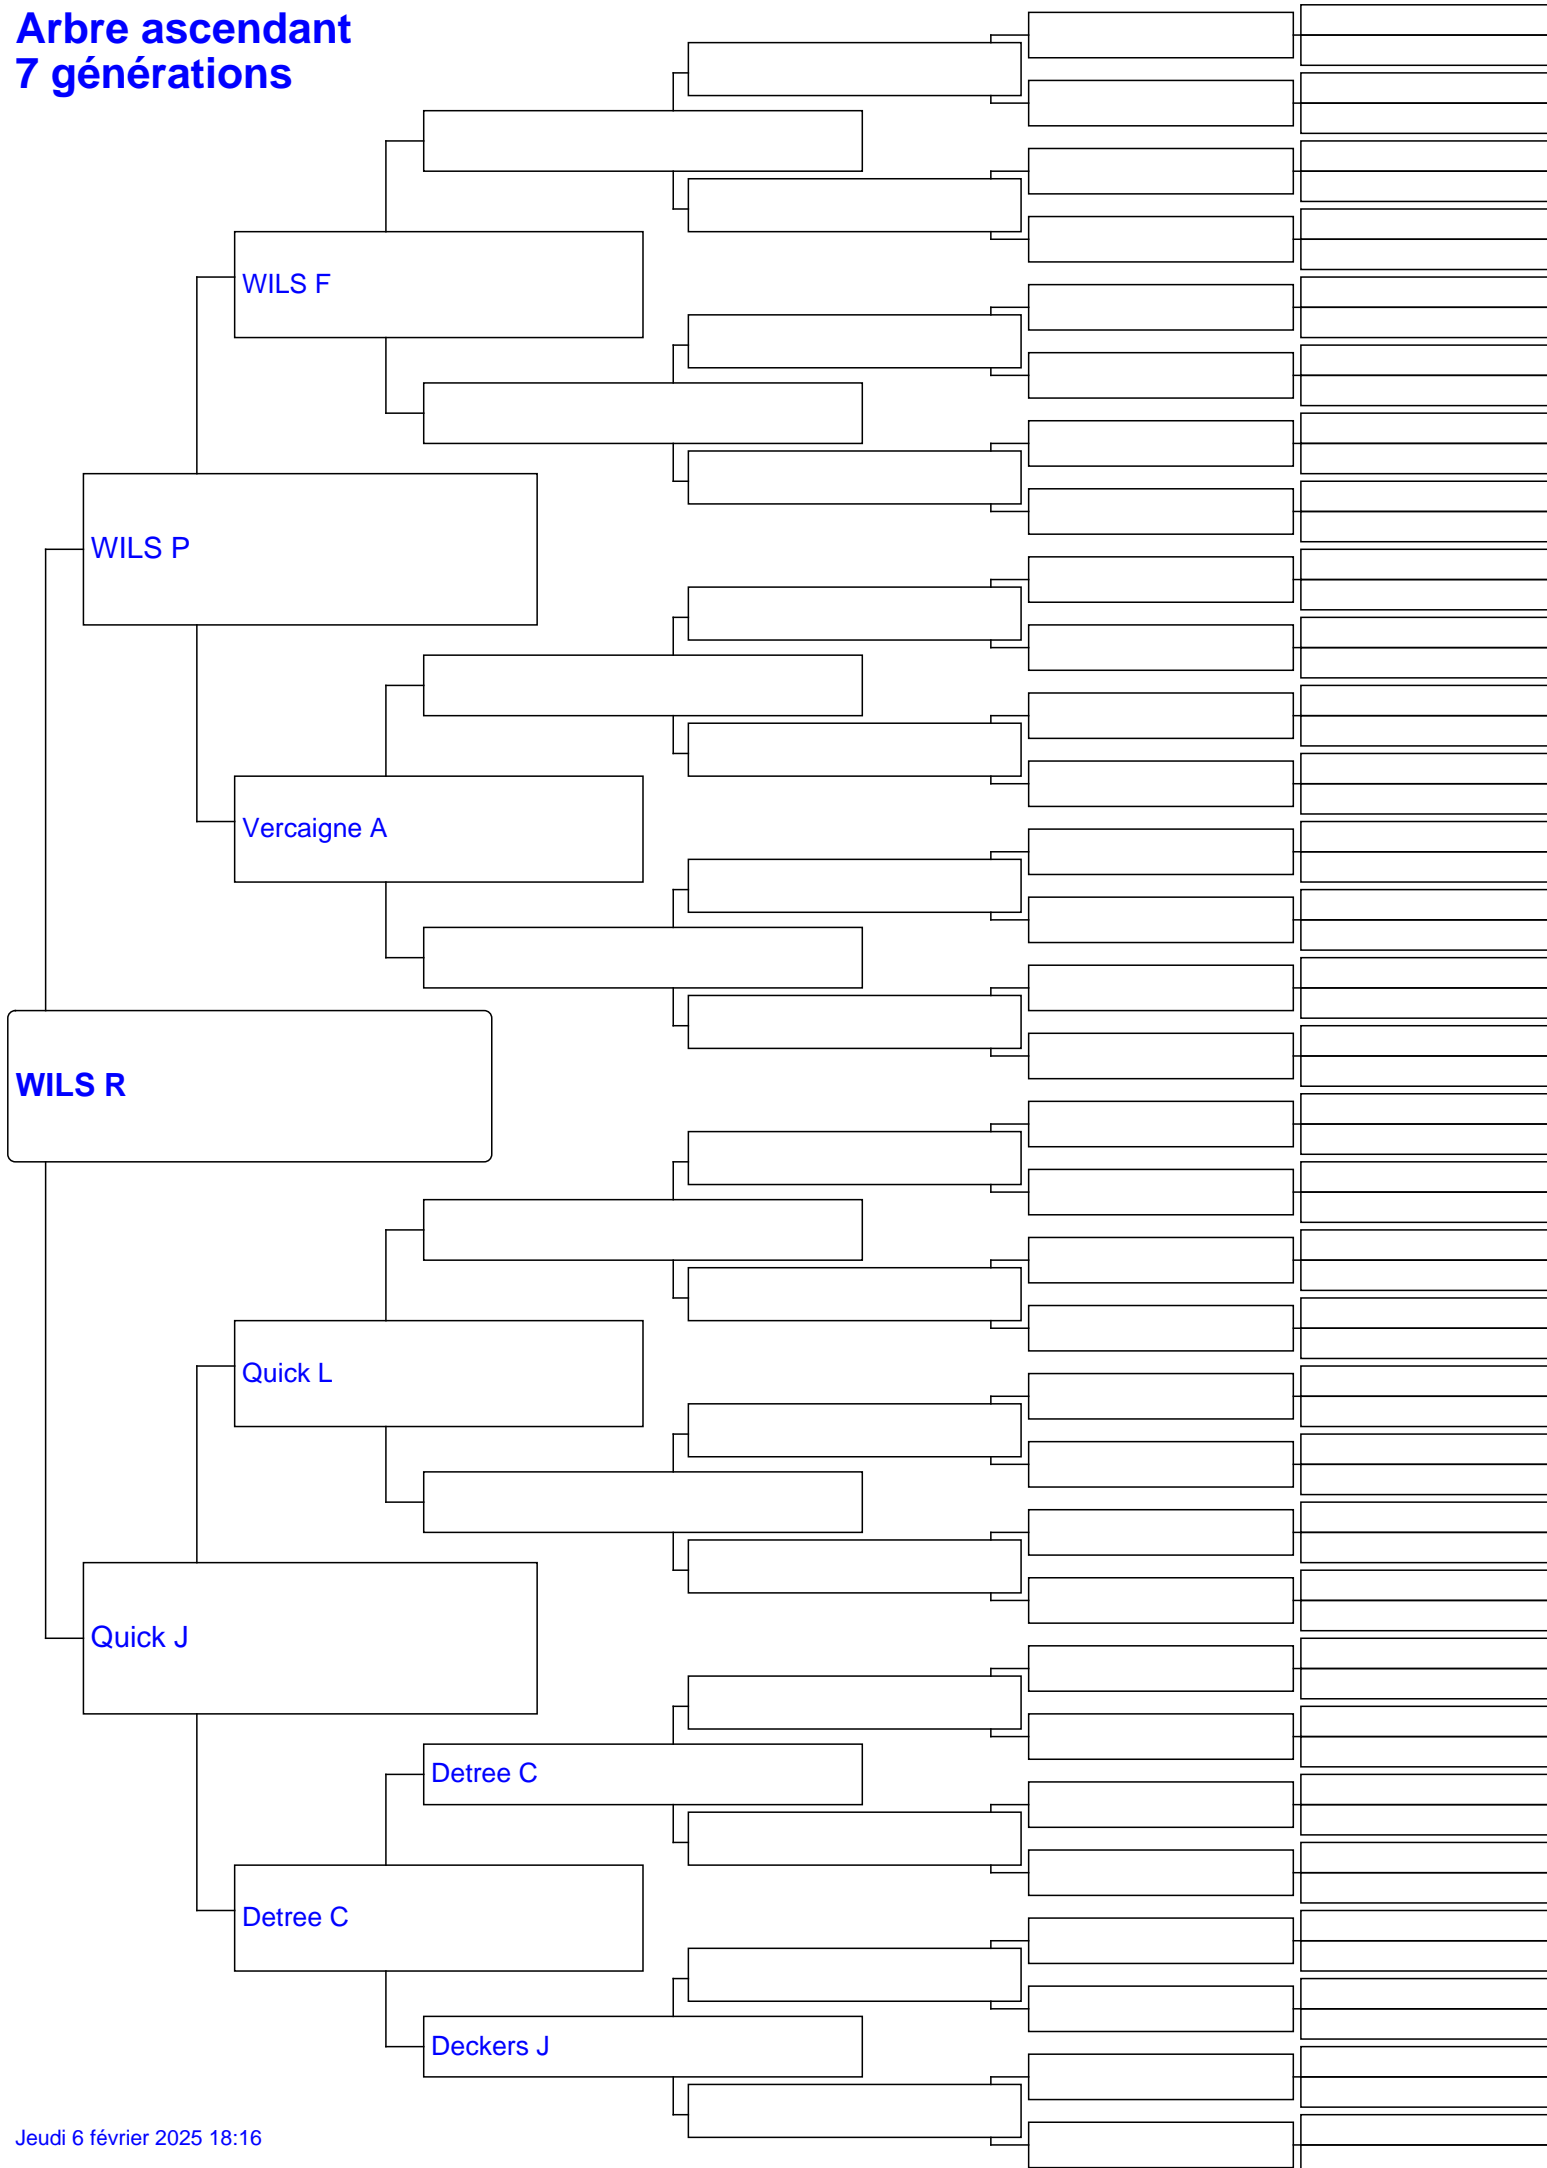 Arbre ascendant
7 générations
WILS F
WILS P
Vercaigne A
WILS R
Quick L
Quick J
Detree C
Detree C
Deckers J
Jeudi 6 février 2025 18:16